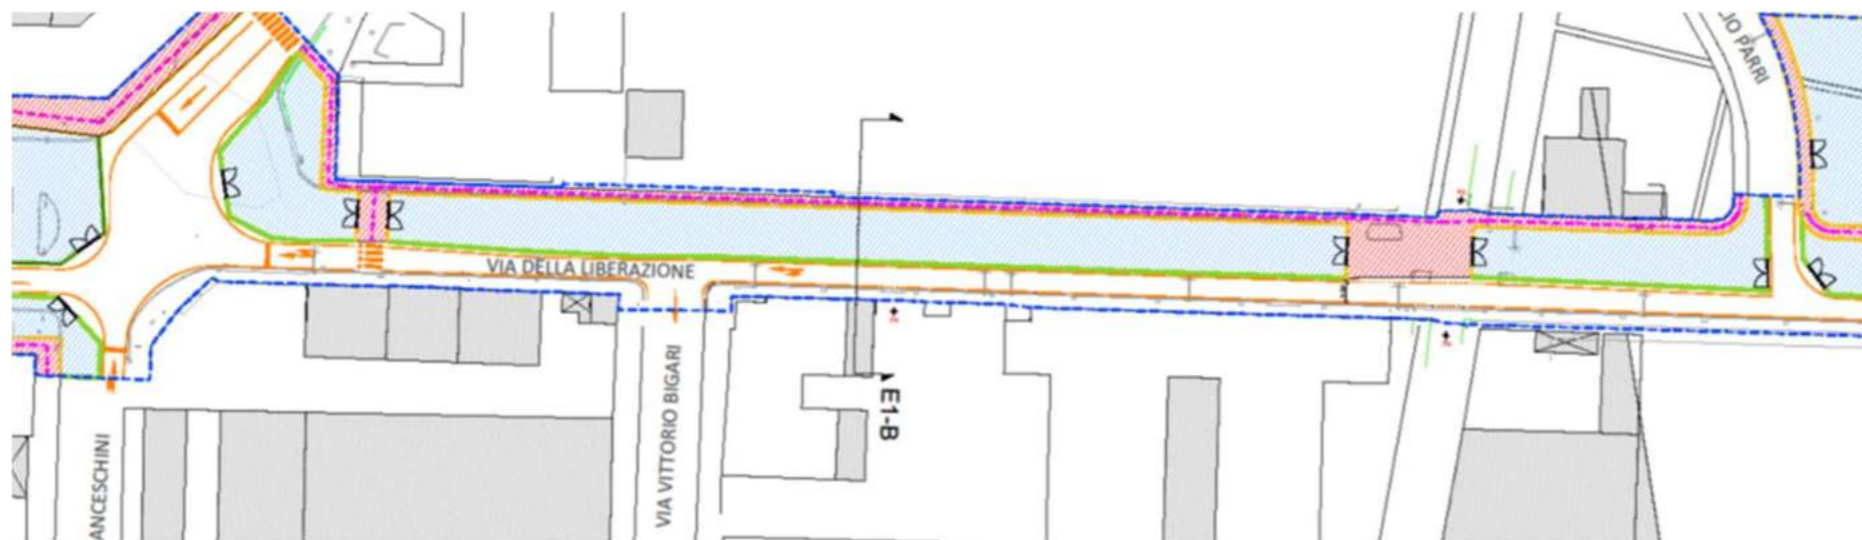 IO PARRI
VIA DELLA LIBERAZIONE
VIA VITTORIO BIGARI
E1-B
ANCESCHINI